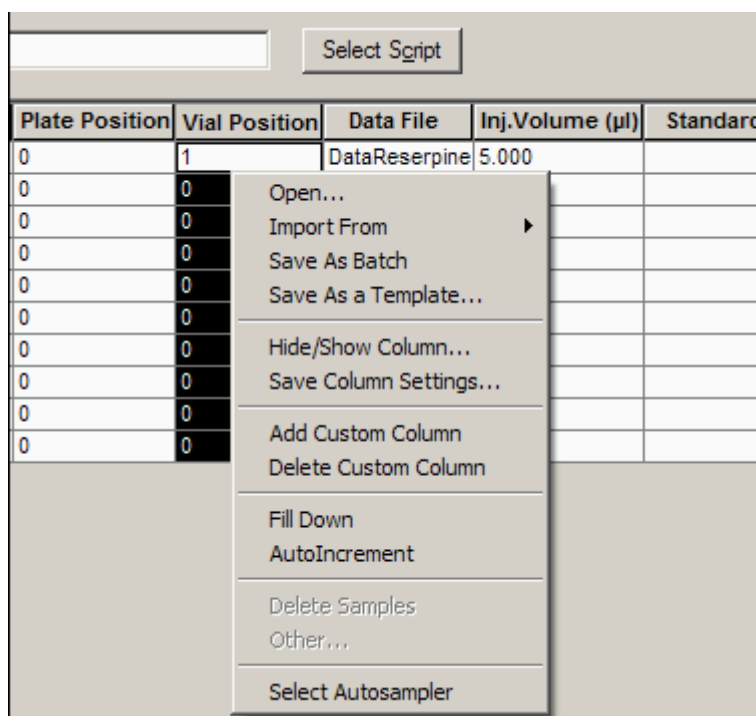 Select Script
Plate Position Vial Position Data File Inj.Volume (µl) Standard
0 1 DataReserpine 5.000
0 0
0 0
0 0
0 0
0 0
0 0
0 0
0 0
0 0
Open...
Import From
Save As Batch
Save As a Template...
Hide/Show Column...
Save Column Settings...
Add Custom Column
Delete Custom Column
Fill Down
AutoIncrement
Delete Samples
Other...
Select Autosampler